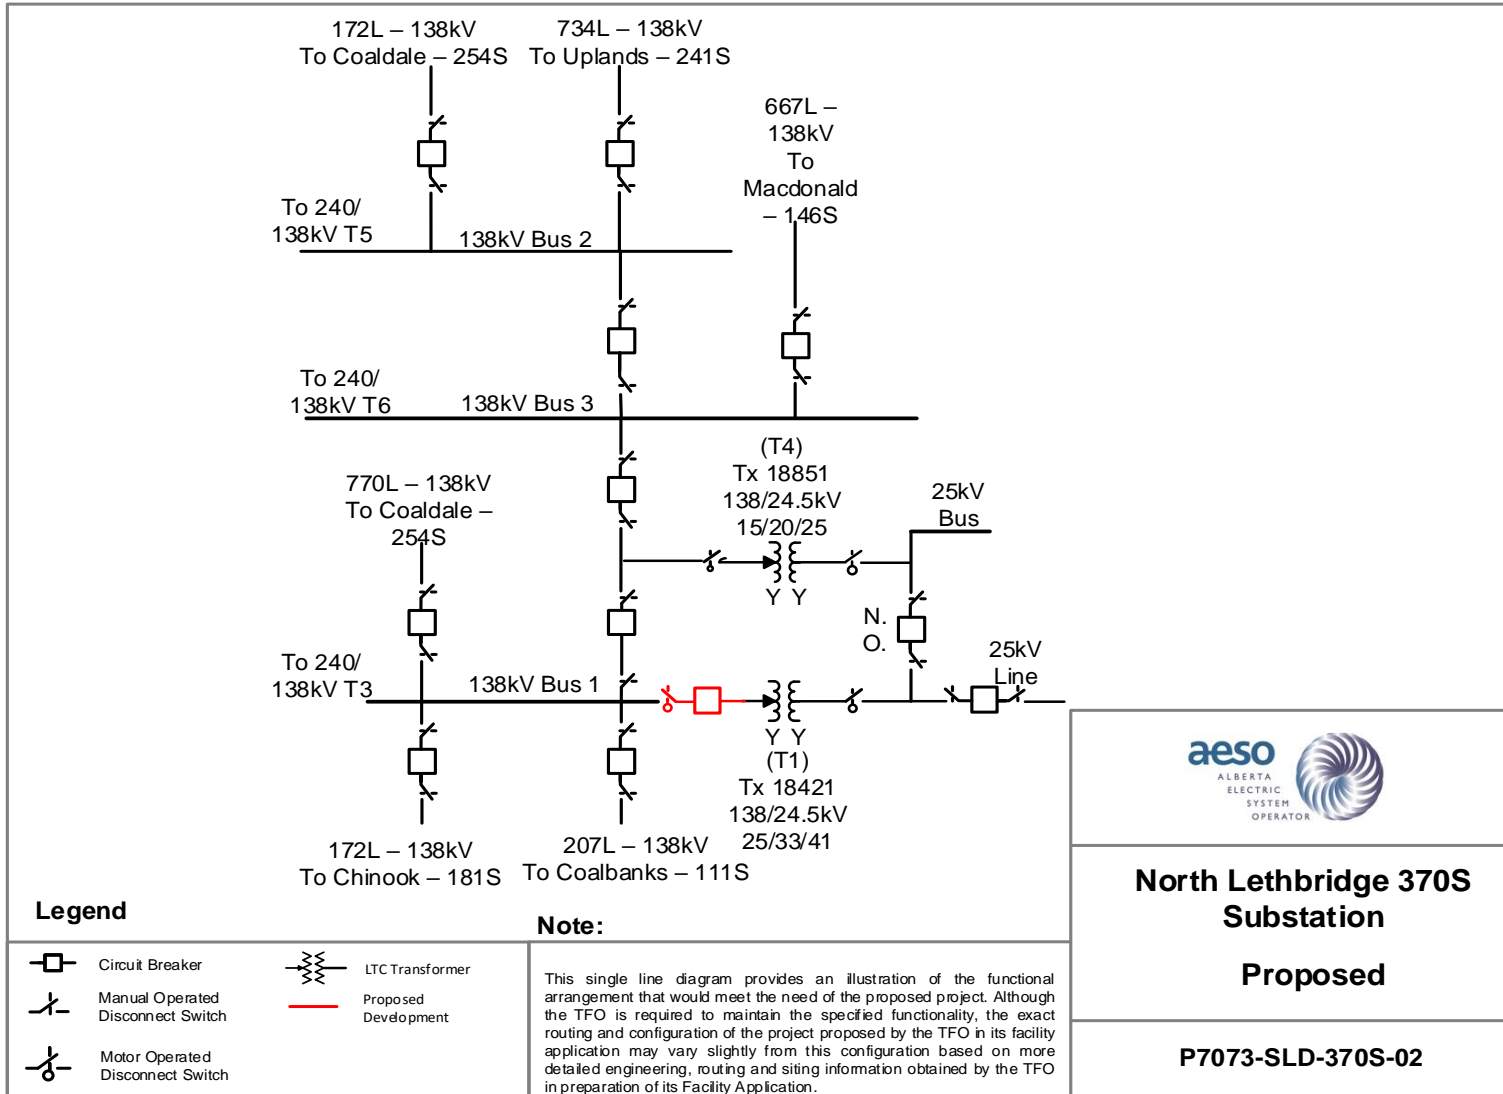 172L – 138kV
To Coaldale – 254S
734L – 138kV
To Uplands – 241S
667L –
138kV
To
Macdonald
– 146S
To 240/
138kV T5
138kV Bus 2
To 240/
138kV T6
138kV Bus 3
(T4)
Tx 18851
138/24.5kV
15/20/25
Y Y
25kV
Bus
770L – 138kV
To Coaldale –
254S
N.
O.
25kV
Line
To 240/
138kV T3
138kV Bus 1
Y Y
(T1)
Tx 18421
138/24.5kV
25/33/41
172L – 138kV
To Chinook – 181S
207L – 138kV
To Coalbanks – 111S
Legend
Circuit Breaker
Manual Operated
Disconnect Switch
Motor Operated
Disconnect Switch
LTC Transformer
Proposed
Development
Note:
This single line diagram provides an illustration of the functional
arrangement that would meet the need of the proposed project. Although
the TFO is required to maintain the specified functionality, the exact
routing and configuration of the project proposed by the TFO in its facility
application may vary slightly from this configuration based on more
detailed engineering, routing and siting information obtained by the TFO
in preparation of its Facility Application.
aeso
ALBERTA
ELECTRIC
SYSTEM
OPERATOR
North Lethbridge 370S
Substation
Proposed
P7073-SLD-370S-02